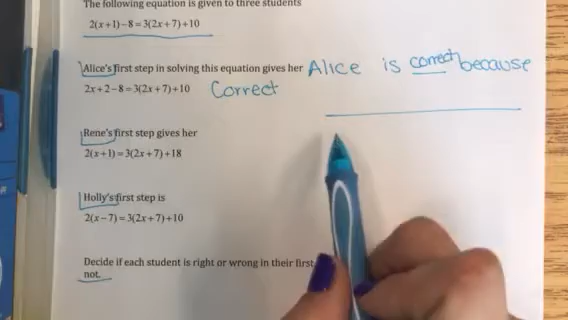 The following equation is given to three students
2(x+1)−8=3(2x+7)+10
Alice's first step in solving this equation gives her
2x+2−8=3(2x+7)+10
Correct
Alice is correct because
Rene's first step gives her
2(x+1)=3(2x+7)+18
Holly's first step is
2(x−7)=3(2x+7)+10
Decide if each student is right or wrong in their first
not.